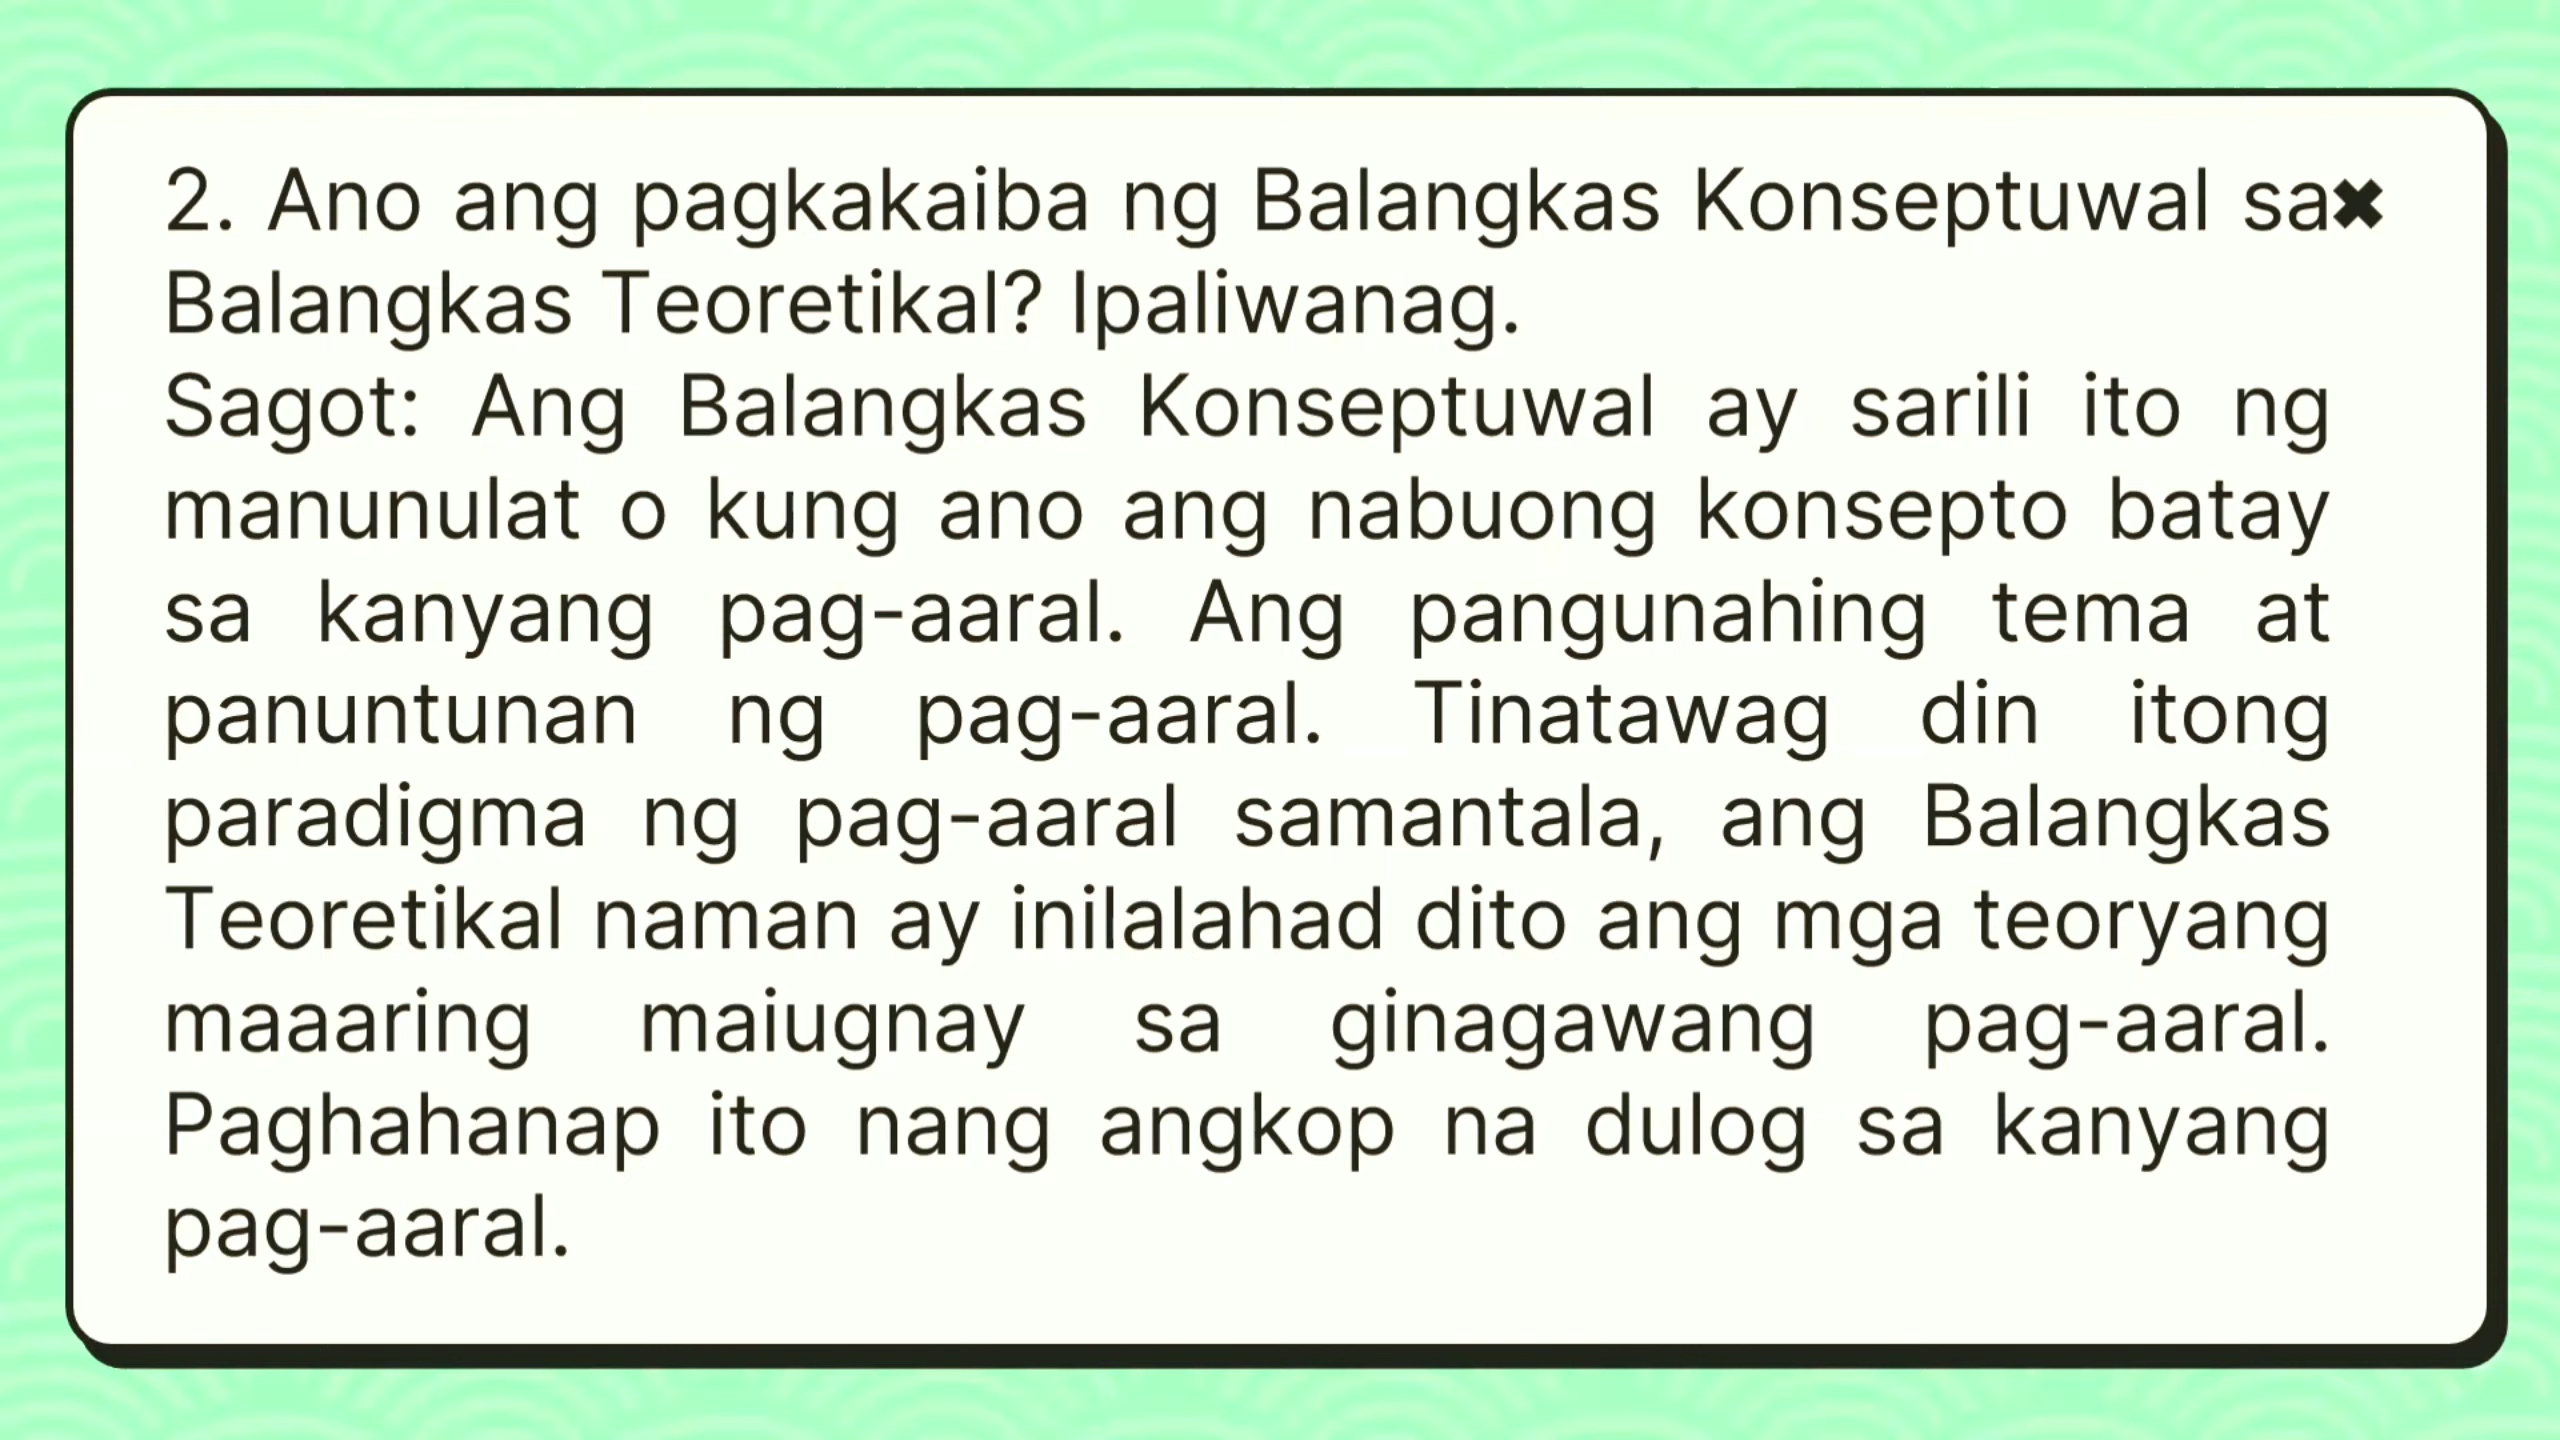 2. Ano ang pagkakaiba ng Balangkas Konseptuwal sa
Balangkas Teoretikal? Ipaliwanag.
Sagot: Ang Balangkas Konseptuwal ay sarili ito ng
manunulat o kung ano ang nabuong konsepto batay
sa kanyang pag-aaral. Ang pangunahing tema at
panuntunan ng pag-aaral. Tinatawag din itong
paradigma ng pag-aaral samantala, ang Balangkas
Teoretikal naman ay inilalahad dito ang mga teoryang
maaaring maiugnay sa ginagawang pag-aaral.
Paghahanap ito nang angkop na dulog sa kanyang
pag-aaral.